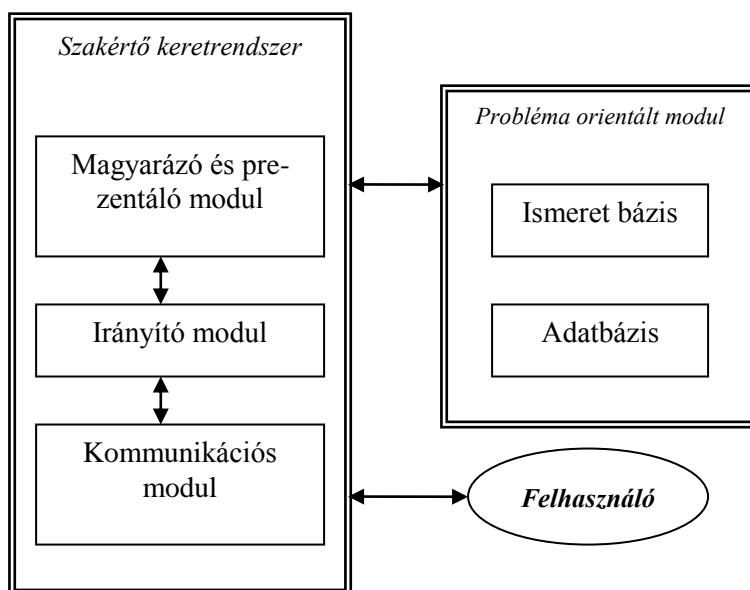 Szakértő keretrendszer
Magyarázó és pre-
zentáló modul
Irányító modul
Kommunikációs
modul
Probléma orientált modul
Ismeret bázis
Adatbázis
Felhasználó